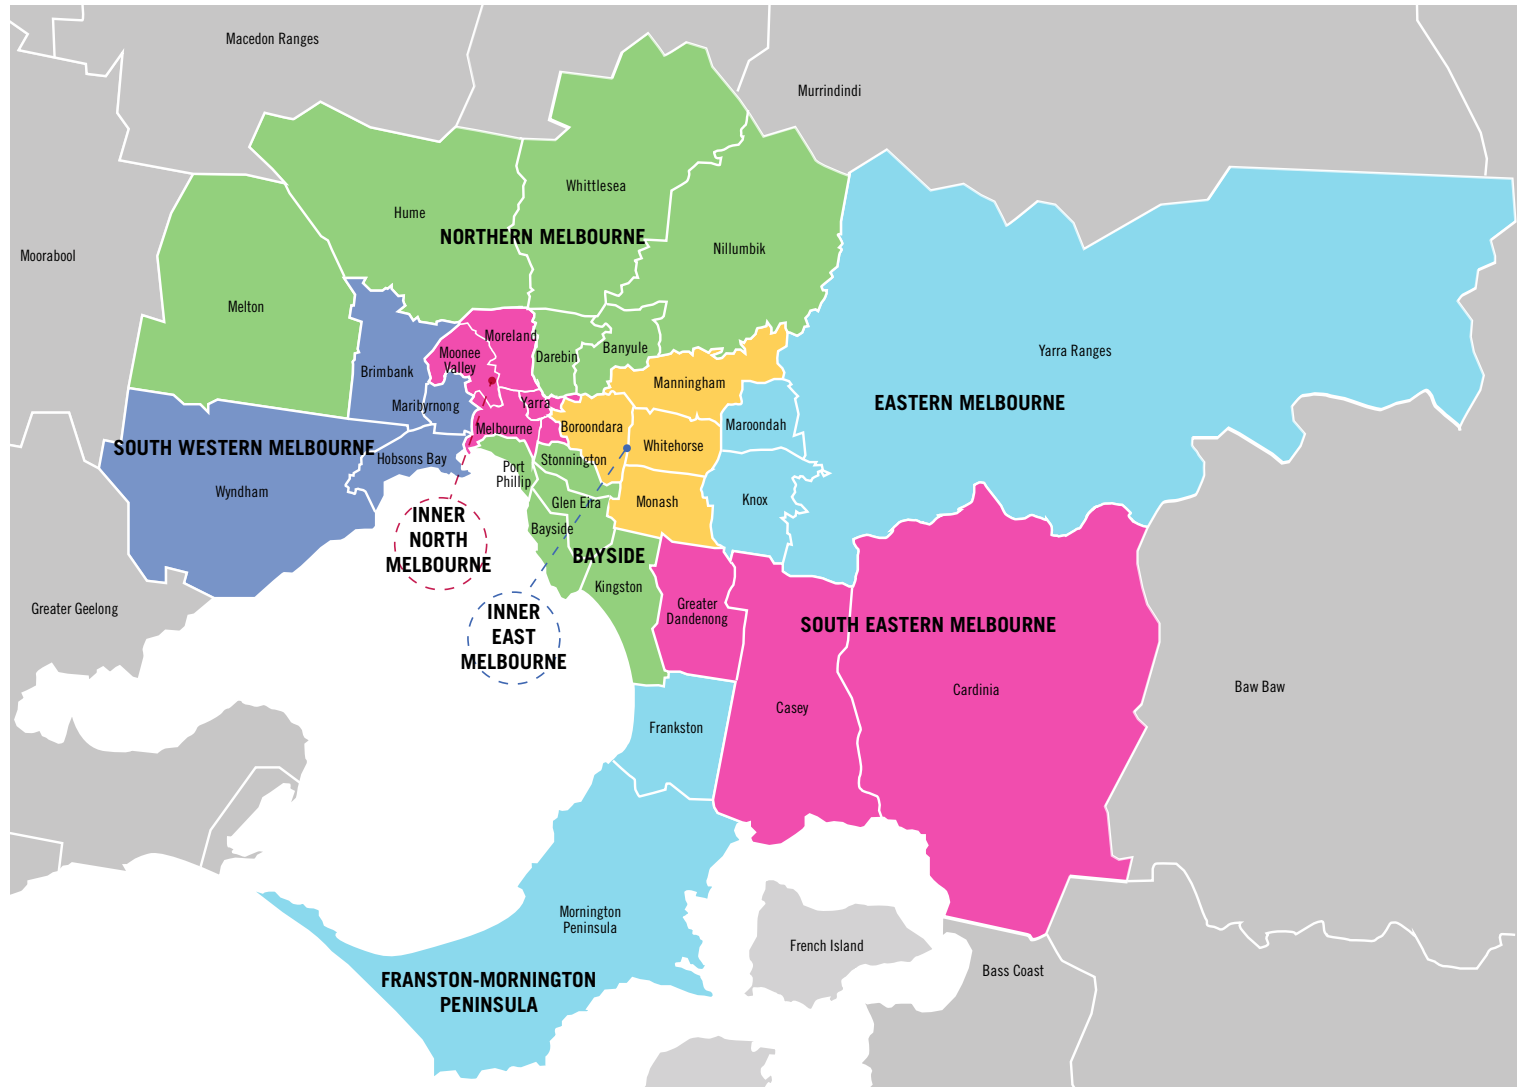 Macedon Ranges
Murrindindi
Whittlesea
Hume
NORTHERN MELBOURNE
Nillumbik
Moorabool
Melton
Moreland
Moonee
Valley
Darebin
Banyule
Yarra Ranges
Brimbank
Manningham
Maribyrnong
Yarra
EASTERN MELBOURNE
Melbourne
Boroondara
Maroondah
SOUTH WESTERN MELBOURNE
Whitehorse
Hobsons Bay
Stonnington
Port
Phillip
Wyndham
Glen Eira
Monash
Knox
INNER
NORTH
MELBOURNE
Bayside
BAYSIDE
Kingston
Greater Geelong
INNER
EAST
MELBOURNE
Greater
Dandenong
SOUTH EASTERN MELBOURNE
Cardinia
Baw Baw
Casey
Frankston
Mornington
Peninsula
French Island
Bass Coast
FRANSTON-MORNINGTON
PENINSULA